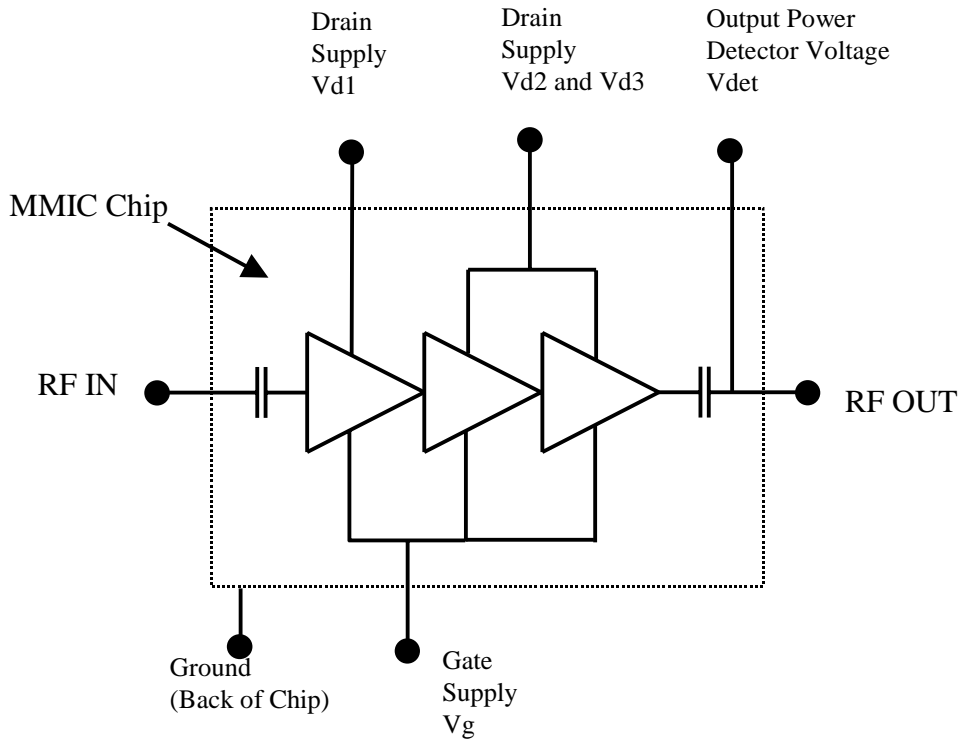 Drain
Supply
Vd1
Drain
Supply
Vd2 and Vd3
Output Power
Detector Voltage
Vdet
MMIC Chip
RF IN
RF OUT
Ground
(Back of Chip)
Gate
Supply
Vg